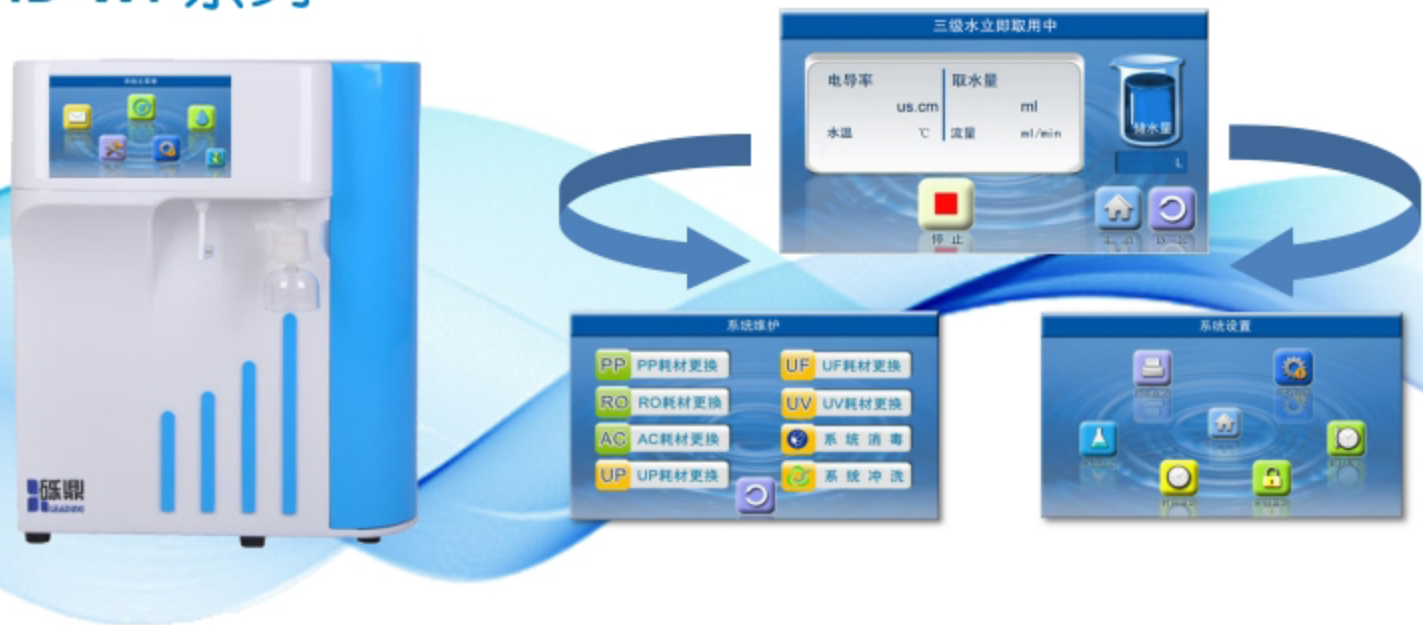 系列
三级水立即取用中
电导率 取水量
us.cm ml
水温 ℃ 流量 ml/min
储水量
L
停止
系统维护
PP PP耗材更换 UF UF耗材更换
RO RO耗材更换 UV UV耗材更换
AC AC耗材更换 系统消毒
UP UP耗材更换 系统冲洗
系统设置
砾鼎
LEADING